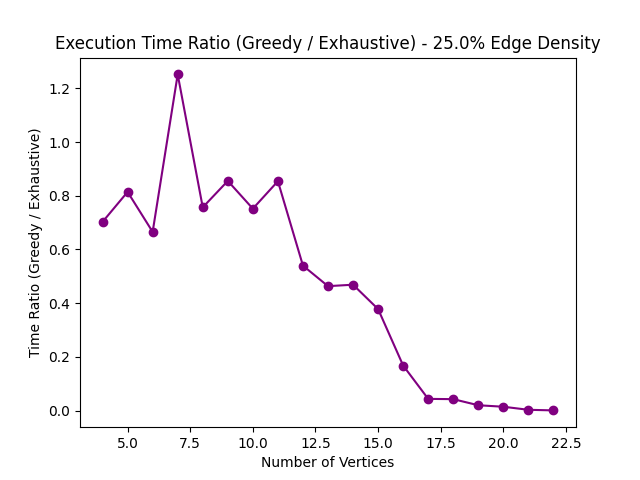 Execution Time Ratio (Greedy / Exhaustive) - 25.0% Edge Density
Time Ratio (Greedy / Exhaustive)
1.2
1.0
0.8
0.6
0.4
0.2
0.0
5.0 7.5 10.0 12.5 15.0 17.5 20.0 22.5
Number of Vertices